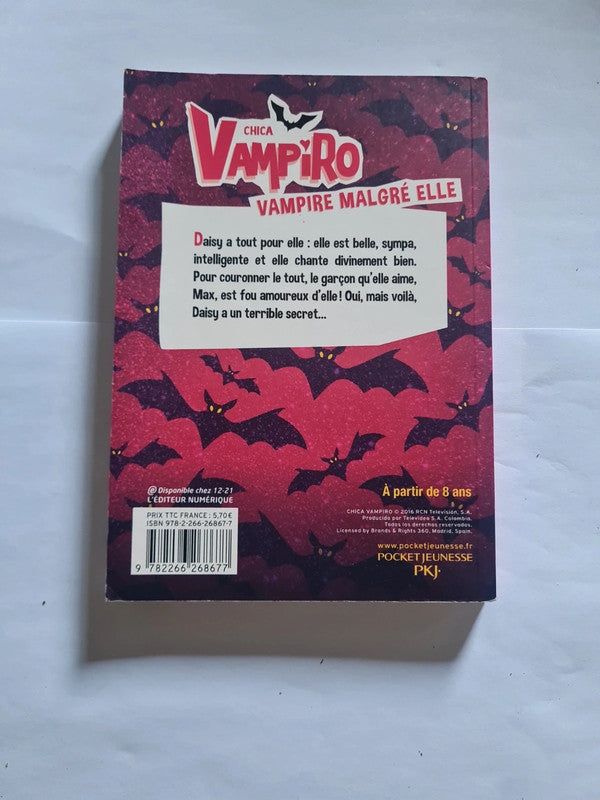 CHICA
VAMPiRO
VAMPIRE MALGRÉ ELLE
Daisy a tout pour elle : elle est belle, sympa,
intelligente et elle chante divinement bien.
Pour couronner le tout, le garçon qu'elle aime,
Max, est fou amoureux d'elle ! Oui, mais voilà,
Daisy a un terrible secret...
@ Disponible chez 12-21
L'ÉDITEUR NUMÉRIQUE
À partir de 8 ans
PRIX TTC FRANCE : 5,70 €
ISBN 978-2-266-26867-7
9 782266 268677
CHICA VAMPIRO © 2016 RCN Televisión, S.A.
Producida por Televideo S.A. Colombia.
Todos los derechos reservados.
Licensed by Brands & Rights 360, Madrid, Spain.
www.pocketjeunesse.fr
POCKET JEUNESSE
PKJ·